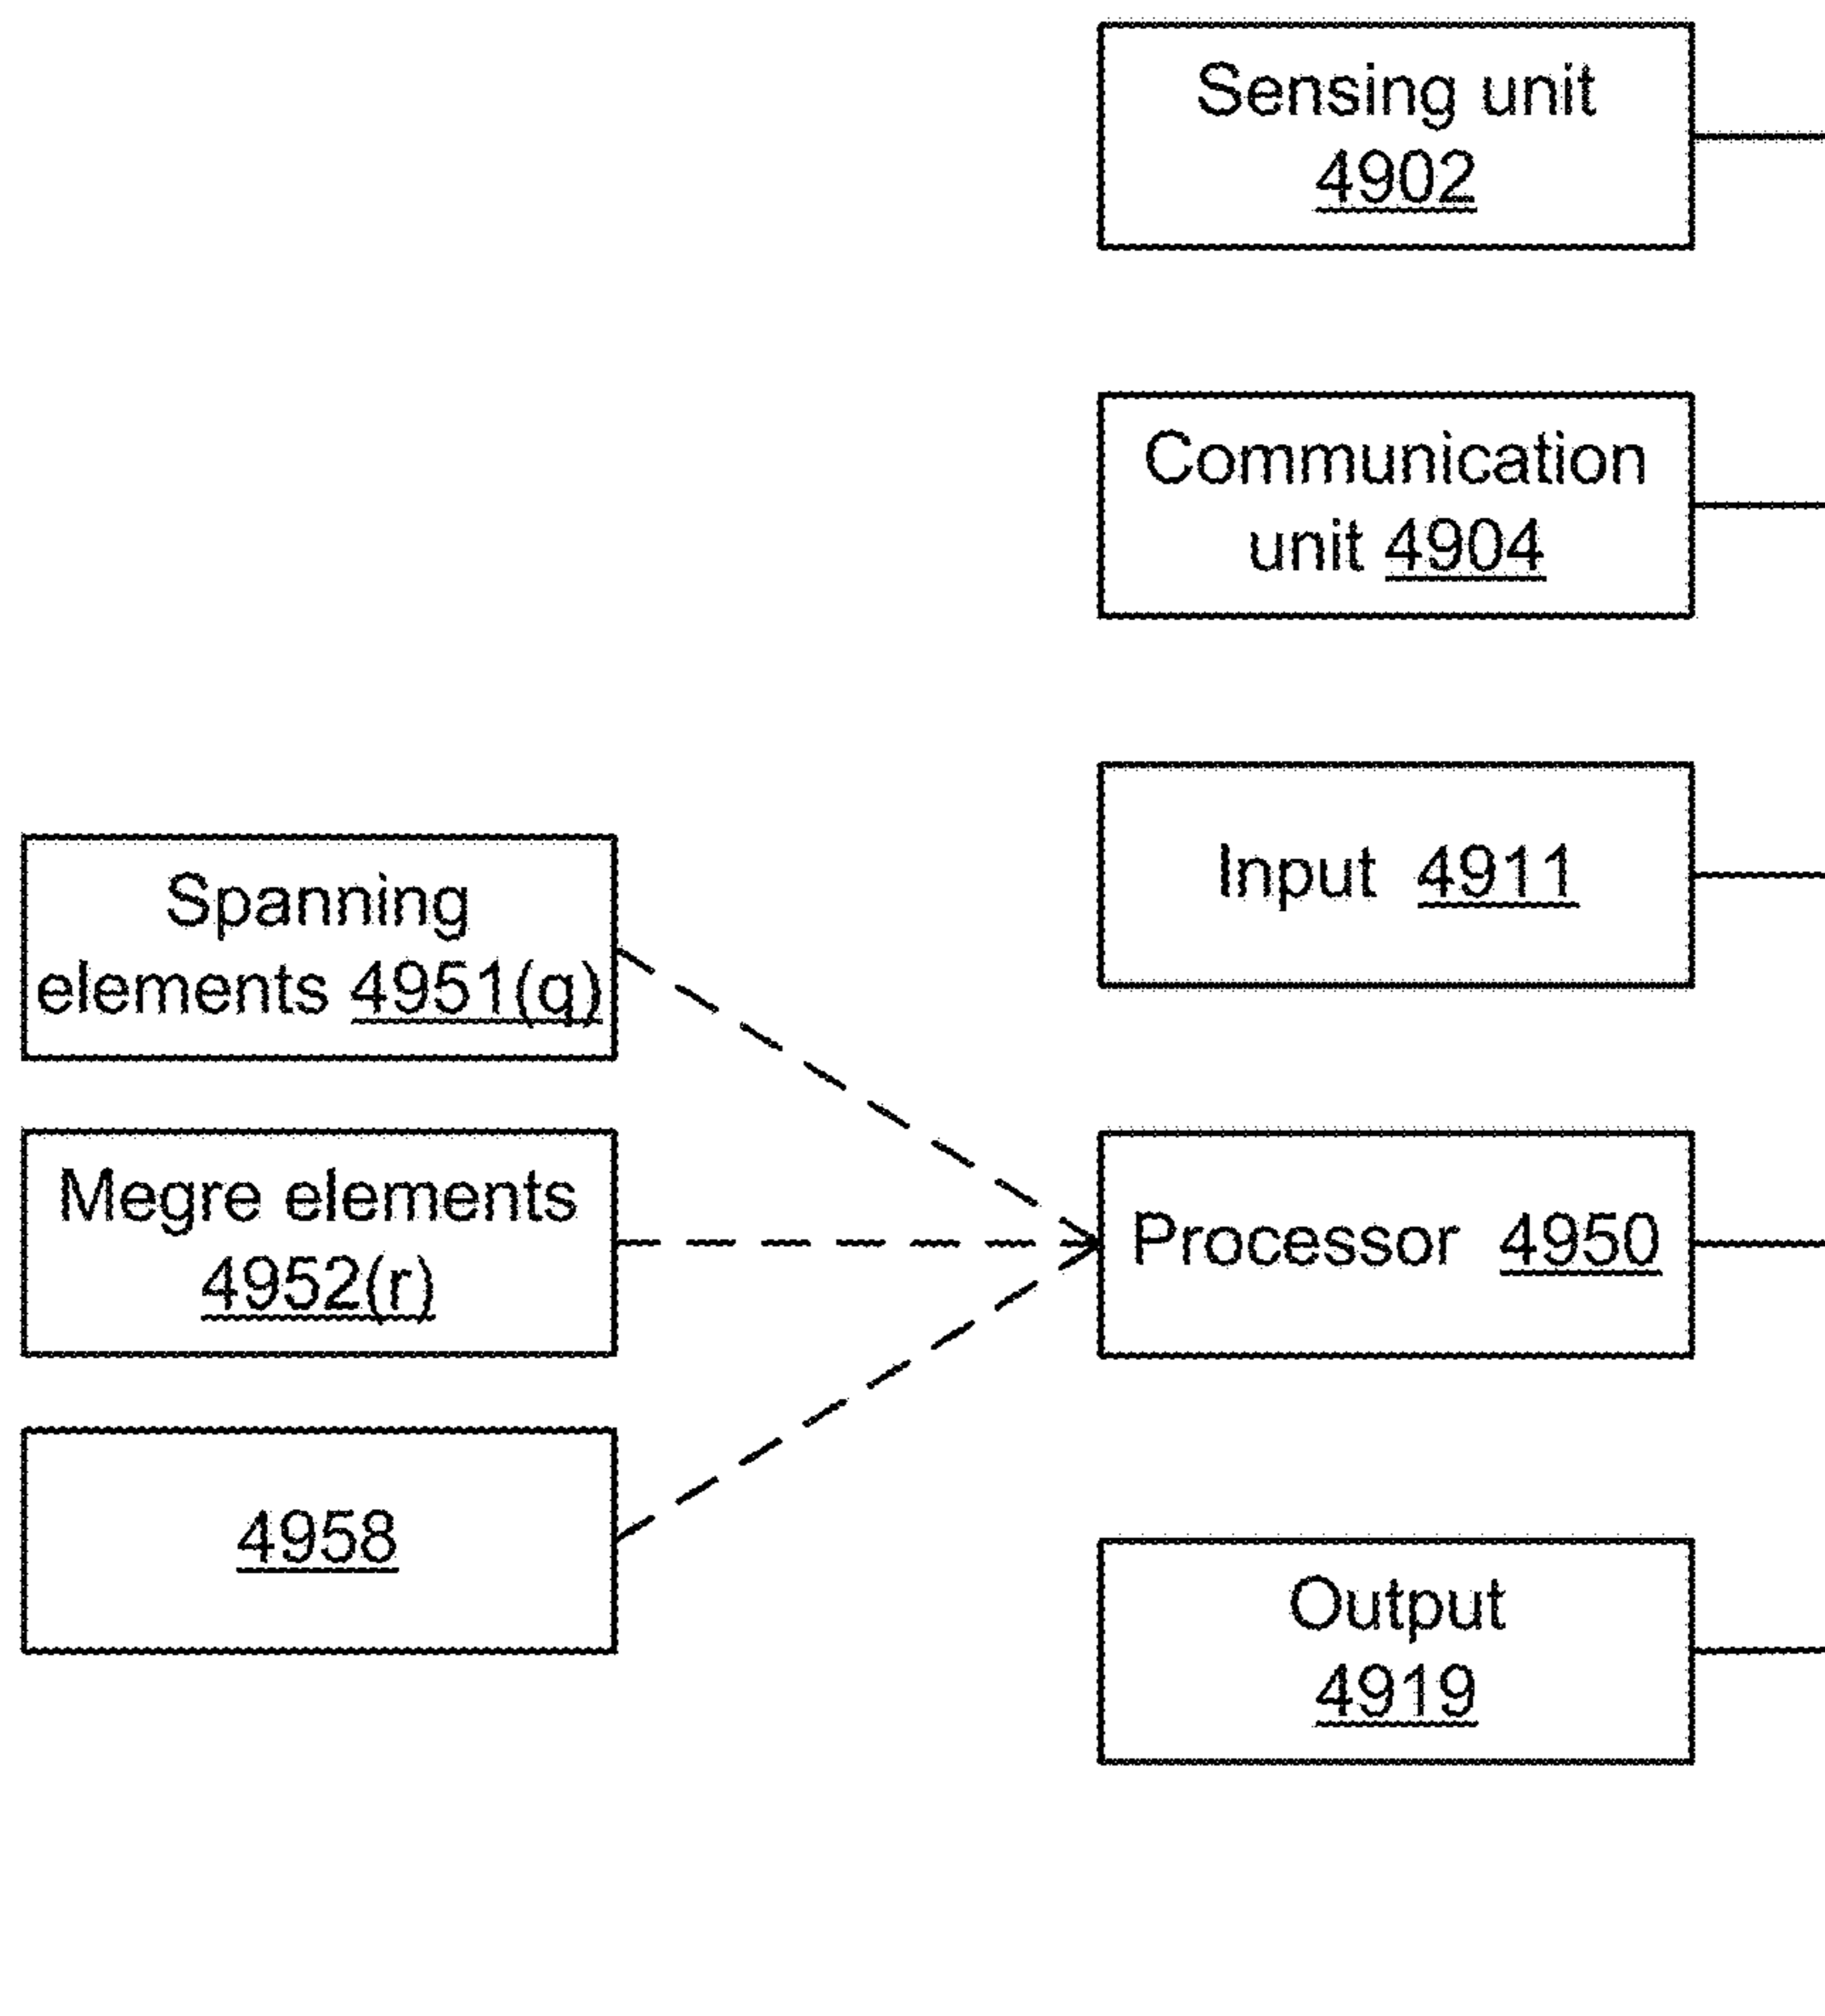 Sensing unit
4902
Communication
unit 4904
Input 4911
Spanning
elements 4951(q)
Megre elements
4952(r)
Processor 4950
4958
Output
4919